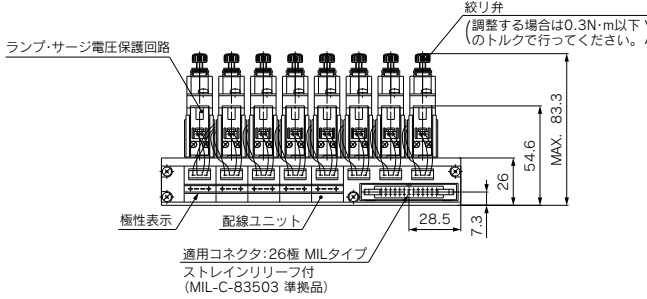 絞り弁
(調整する場合は0.3N·m以下
のトルクで行ってください。)
ランプ・サージ電圧保護回路
MAX. 83.3
54.6
26
7.3
28.5
極性表示
配線ユニット
適用コネクタ:26極 MILタイプ
ストレインリリーフ付
(MIL-C-83503 準拠品)